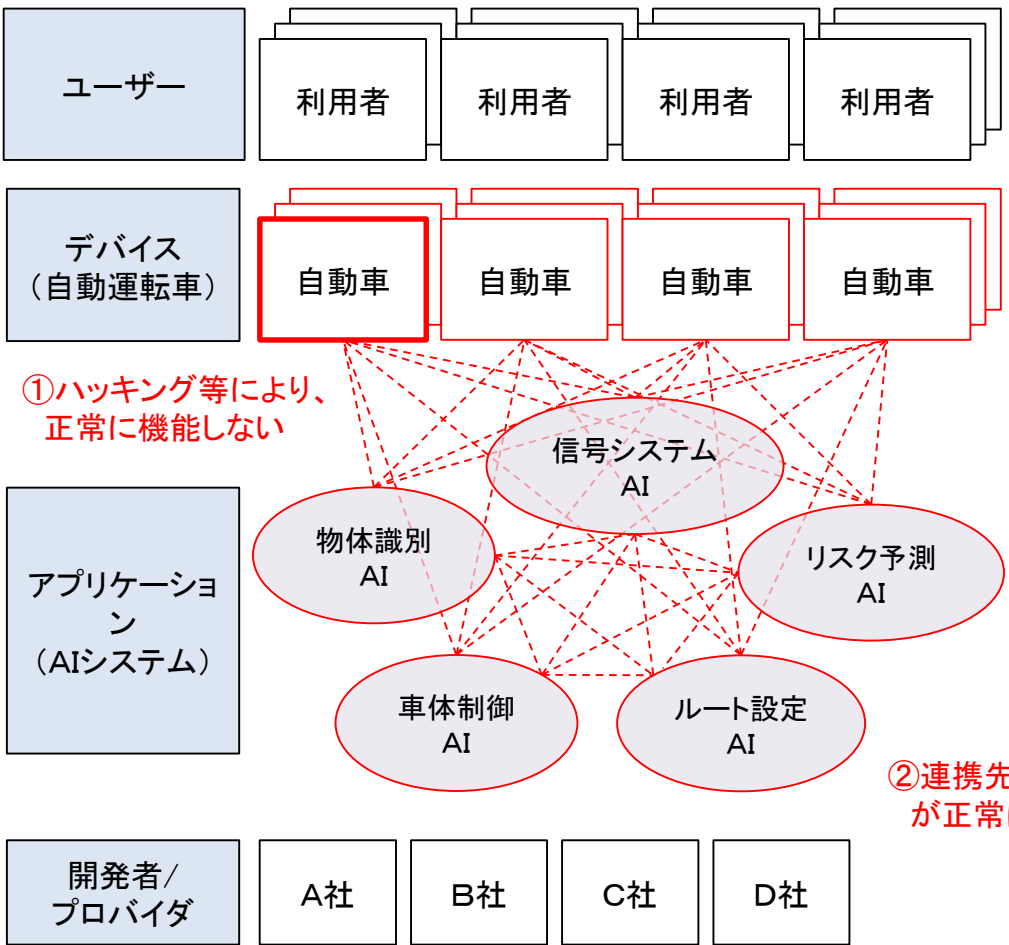 ユーザー
利用者
利用者
利用者
利用者
デバイス
（自動運転車）
自動車
自動車
自動車
自動車
①ハッキング等により、
正常に機能しない
信号システム
AI
物体識別
AI
リスク予測
AI
アプリケーショ
ン
（AIシステム）
車体制御
AI
ルート設定
AI
②連携先
が正常に
開発者/
プロバイダ
A社
B社
C社
D社